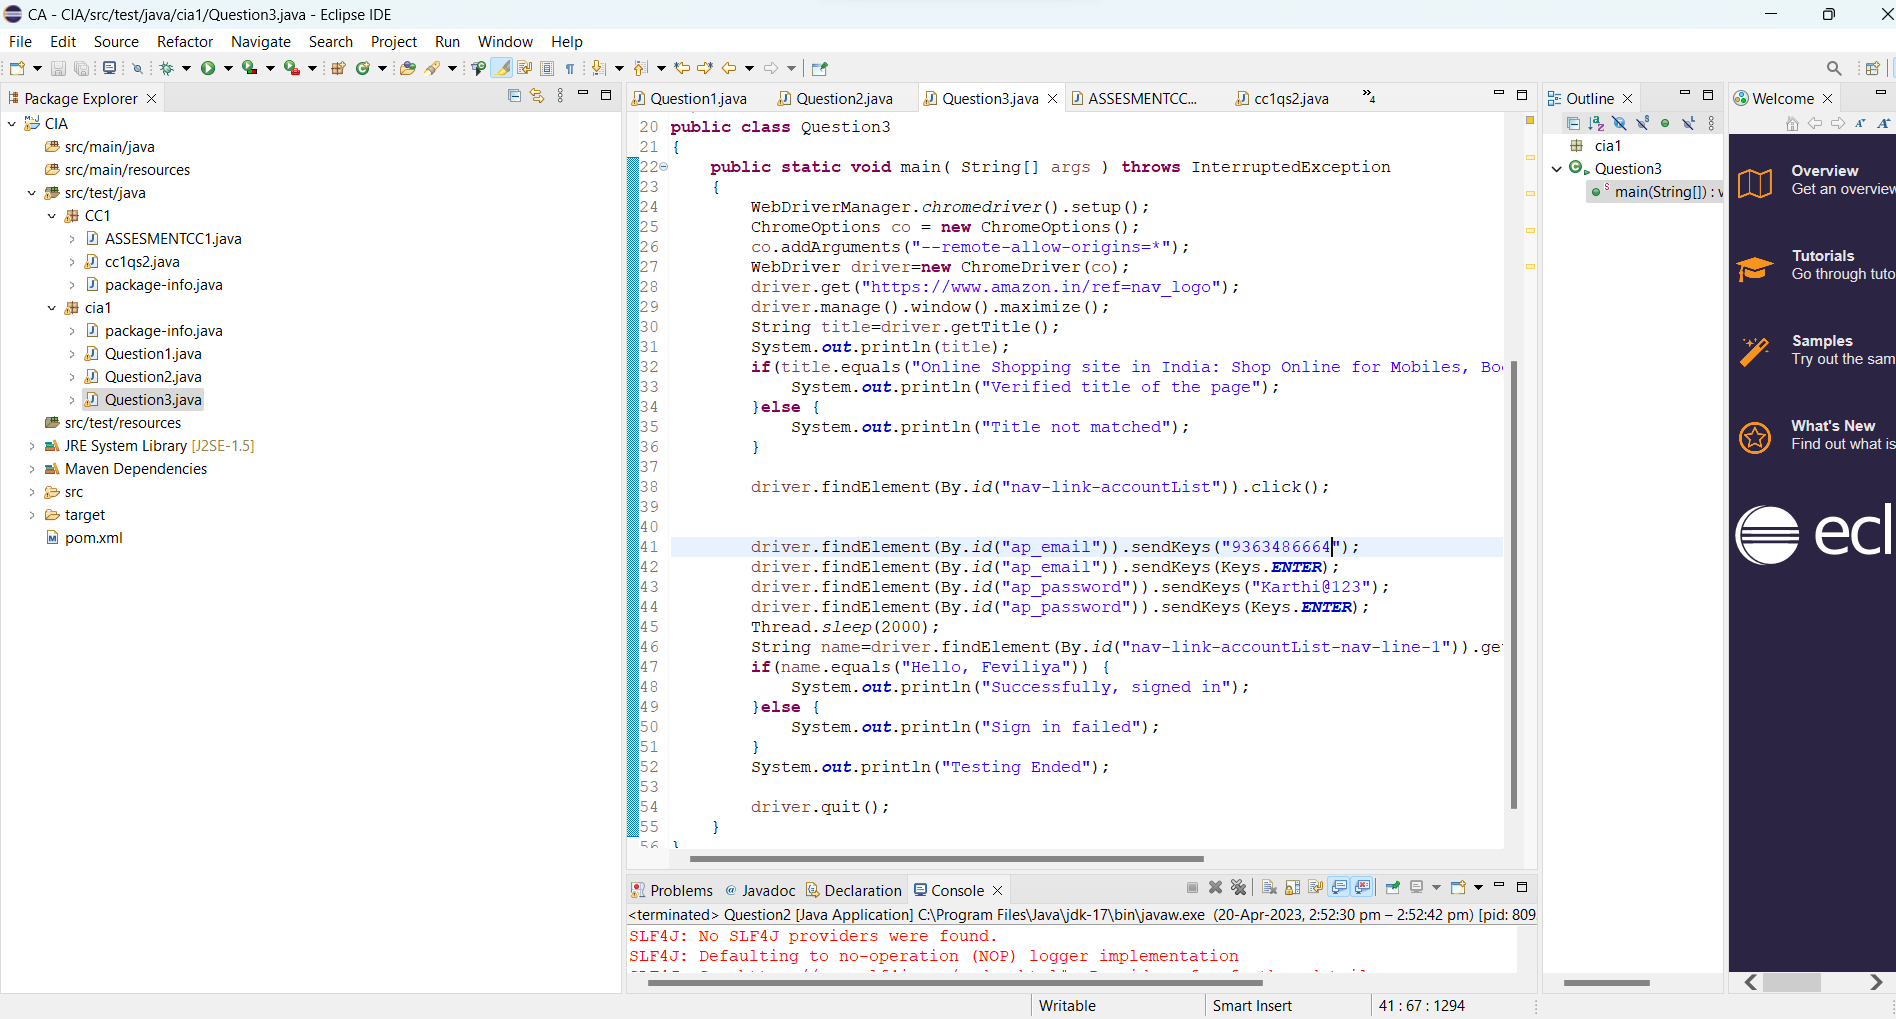 CA - CIA/src/test/java/cia1/Question3.java - Eclipse IDE
File Edit Source Refactor Navigate Search Project Run Window Help
Package Explorer
CIA
src/main/java
src/main/resources
src/test/java
CC1
ASSESMENTCC1.java
cc1qs2.java
package-info.java
cia1
package-info.java
Question1.java
Question2.java
Question3.java
src/test/resources
JRE System Library [J2SE-1.5]
Maven Dependencies
src
target
pom.xml
Question1.java Question2.java Question3.java ASSESMENTCC... cc1qs2.java »4
20 public class Question3
21 {
22 public static void main( String[] args ) throws InterruptedException
23 {
24 WebDriverManager.chromedriver().setup();
25 ChromeOptions co = new ChromeOptions();
26 co.addArguments("--remote-allow-origins=*");
27 WebDriver driver=new ChromeDriver(co);
28 driver.get("https://www.amazon.in/ref=nav_logo");
29 driver.manage().window().maximize();
30 String title=driver.getTitle();
31 System.out.println(title);
32 if(title.equals("Online Shopping site in India: Shop Online for Mobiles, Bo
33 System.out.println("Verified title of the page");
34 }else {
35 System.out.println("Title not matched");
36 }
37
38 driver.findElement(By.id("nav-link-accountList")).click();
39
40
41 driver.findElement(By.id("ap_email")).sendKeys("9363486664");
42 driver.findElement(By.id("ap_email")).sendKeys(Keys.ENTER);
43 driver.findElement(By.id("ap_password")).sendKeys("Karthi@123");
44 driver.findElement(By.id("ap_password")).sendKeys(Keys.ENTER);
45 Thread.sleep(2000);
46 String name=driver.findElement(By.id("nav-link-accountList-nav-line-1")).ge
47 if(name.equals("Hello, Feviliya")) {
48 System.out.println("Successfully, signed in");
49 }else {
50 System.out.println("Sign in failed");
51 }
52 System.out.println("Testing Ended");
53
54 driver.quit();
55 }
56 }
Problems @ Javadoc Declaration Console
<terminated> Question2 [Java Application] C:\Program Files\Java\jdk-17\bin\javaw.exe (20-Apr-2023, 2:52:30 pm – 2:52:42 pm) [pid: 809
SLF4J: No SLF4J providers were found.
SLF4J: Defaulting to no-operation (NOP) logger implementation
Writable Smart Insert 41 : 67 : 1294
Outline
cia1
Question3
main(String[]) : v
Welcome
Overview
Get an overview
Tutorials
Go through tuto
Samples
Try out the sam
What's New
Find out what is
ecl